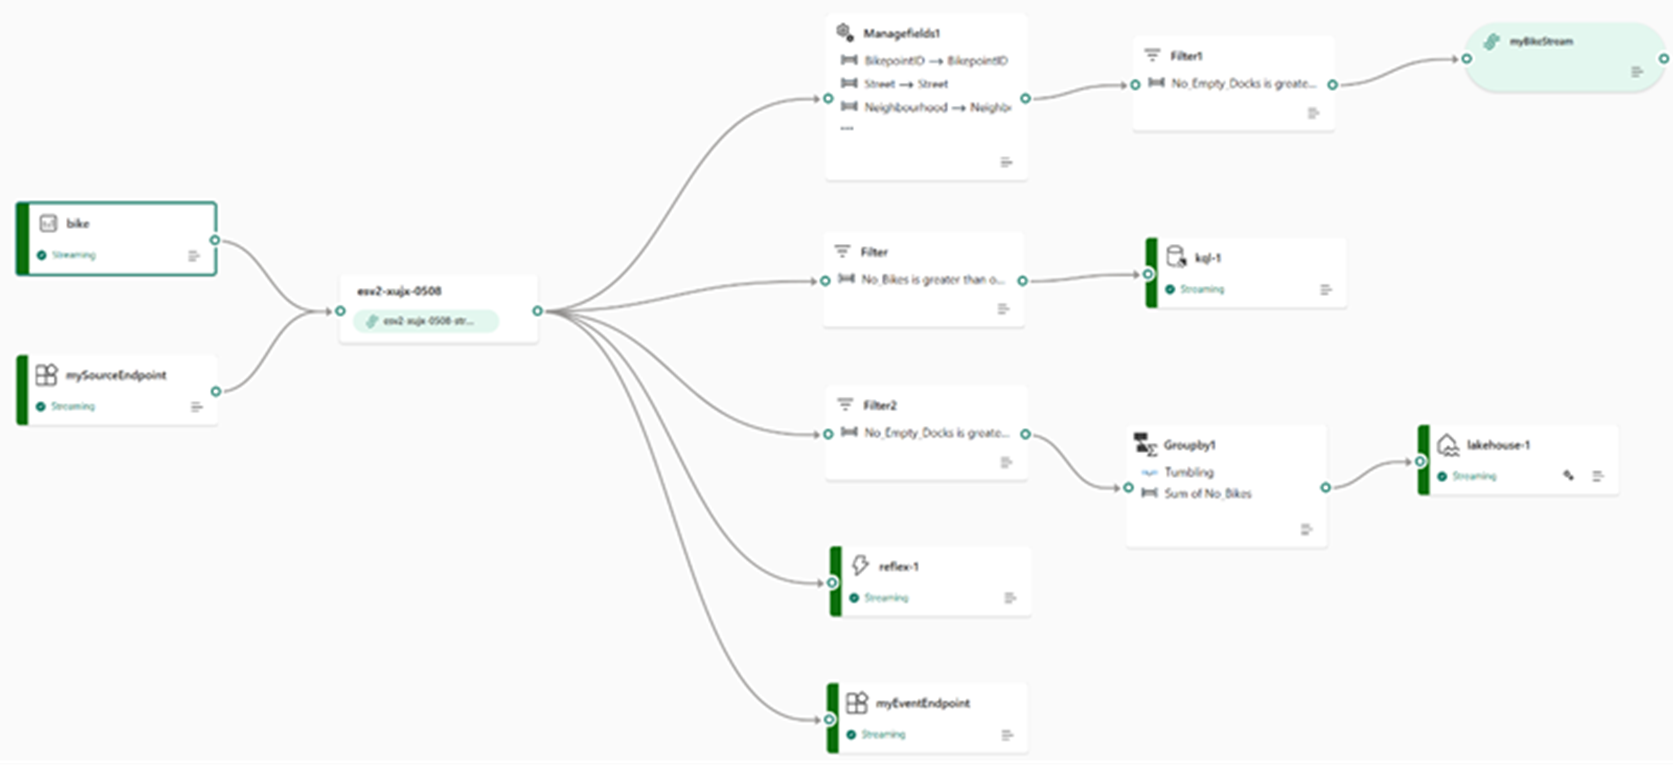 Managefields1
BikepointID → BikepointID
Street → Street
Neighbourhood → Neighb
...
Filter1
No_Empty_Docks is greate...
myBikeStream
bike
Streaming
mySourceEndpoint
Streaming
esv2-xujx-0508
esv2-xujx-0508-str...
Filter
No_Bikes is greater than o...
kql-1
Streaming
Filter2
No_Empty_Docks is greate...
Groupby1
Tumbling
Sum of No_Bikes
lakehouse-1
Streaming
reflex-1
Streaming
myEventEndpoint
Streaming